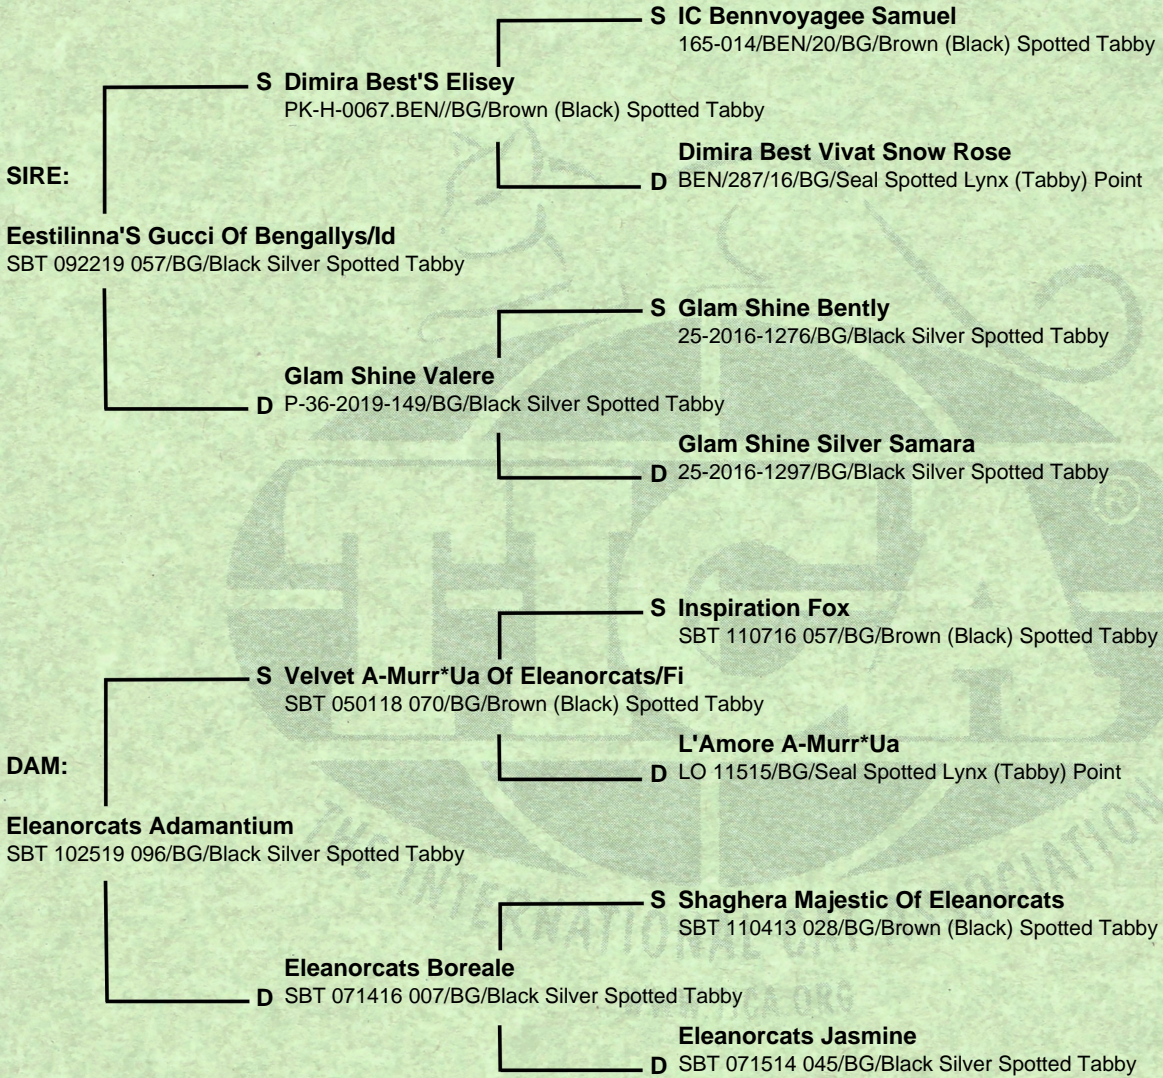 S IC Bennvoyagee Samuel
165-014/BEN/20/BG/Brown (Black) Spotted Tabby
S Dimira Best'S Elisey
PK-H-0067.BEN//BG/Brown (Black) Spotted Tabby
Dimira Best Vivat Snow Rose
D BEN/287/16/BG/Seal Spotted Lynx (Tabby) Point
SIRE:
Eestilinna'S Gucci Of Bengallys/Id
SBT 092219 057/BG/Black Silver Spotted Tabby
S Glam Shine Bently
25-2016-1276/BG/Black Silver Spotted Tabby
Glam Shine Valere
D P-36-2019-149/BG/Black Silver Spotted Tabby
Glam Shine Silver Samara
D 25-2016-1297/BG/Black Silver Spotted Tabby
S Inspiration Fox
SBT 110716 057/BG/Brown (Black) Spotted Tabby
S Velvet A-Murr*Ua Of Eleanorcats/Fi
SBT 050118 070/BG/Brown (Black) Spotted Tabby
L'Amore A-Murr*Ua
D LO 11515/BG/Seal Spotted Lynx (Tabby) Point
DAM:
Eleanorcats Adamantium
SBT 102519 096/BG/Black Silver Spotted Tabby
S Shaghera Majestic Of Eleanorcats
SBT 110413 028/BG/Brown (Black) Spotted Tabby
Eleanorcats Boreale
D SBT 071416 007/BG/Black Silver Spotted Tabby
Eleanorcats Jasmine
D SBT 071514 045/BG/Black Silver Spotted Tabby
TICA
®
THE INTERNATIONAL CAT ASSOCIATION
WWW.TICA.ORG